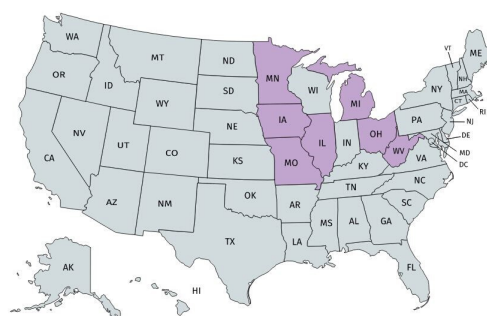 WA
MT
ND
MN
OR
ID
WY
SD
WI
MI
NV
UT
CO
NE
IA
IL
IN
OH
PA
NY
VT
NH
ME
MA
CT
RI
NJ
DE
MD
DC
CA
AZ
NM
KS
MO
KY
WV
VA
OK
AR
TN
NC
SC
TX
LA
MS
AL
GA
FL
AK
HI